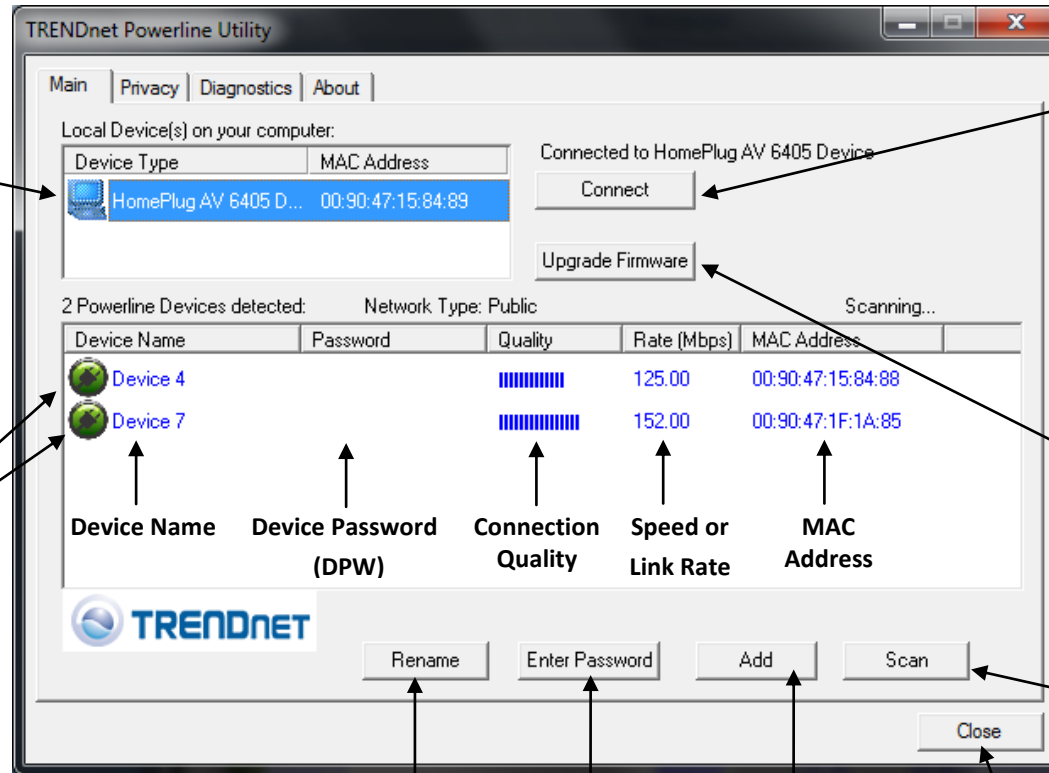 TRENDnet Powerline Utility
Main Privacy Diagnostics About
Local Device(s) on your computer:
Device Type MAC Address
HomePlug AV 6405 D... 00:90:47:15:84:89
Connected to HomePlug AV 6405 Device
Connect
Upgrade Firmware
2 Powerline Devices detected: Network Type: Public Scanning...
Device Name Password Quality Rate (Mbps) MAC Address
Device 4 125.00 00:90:47:15:84:88
Device 7 152.00 00:90:47:1F:1A:85
Device Name Device Password Connection Speed or MAC
(DPW) Quality Link Rate Address
TRENDNET
Rename Enter Password Add Scan
Close